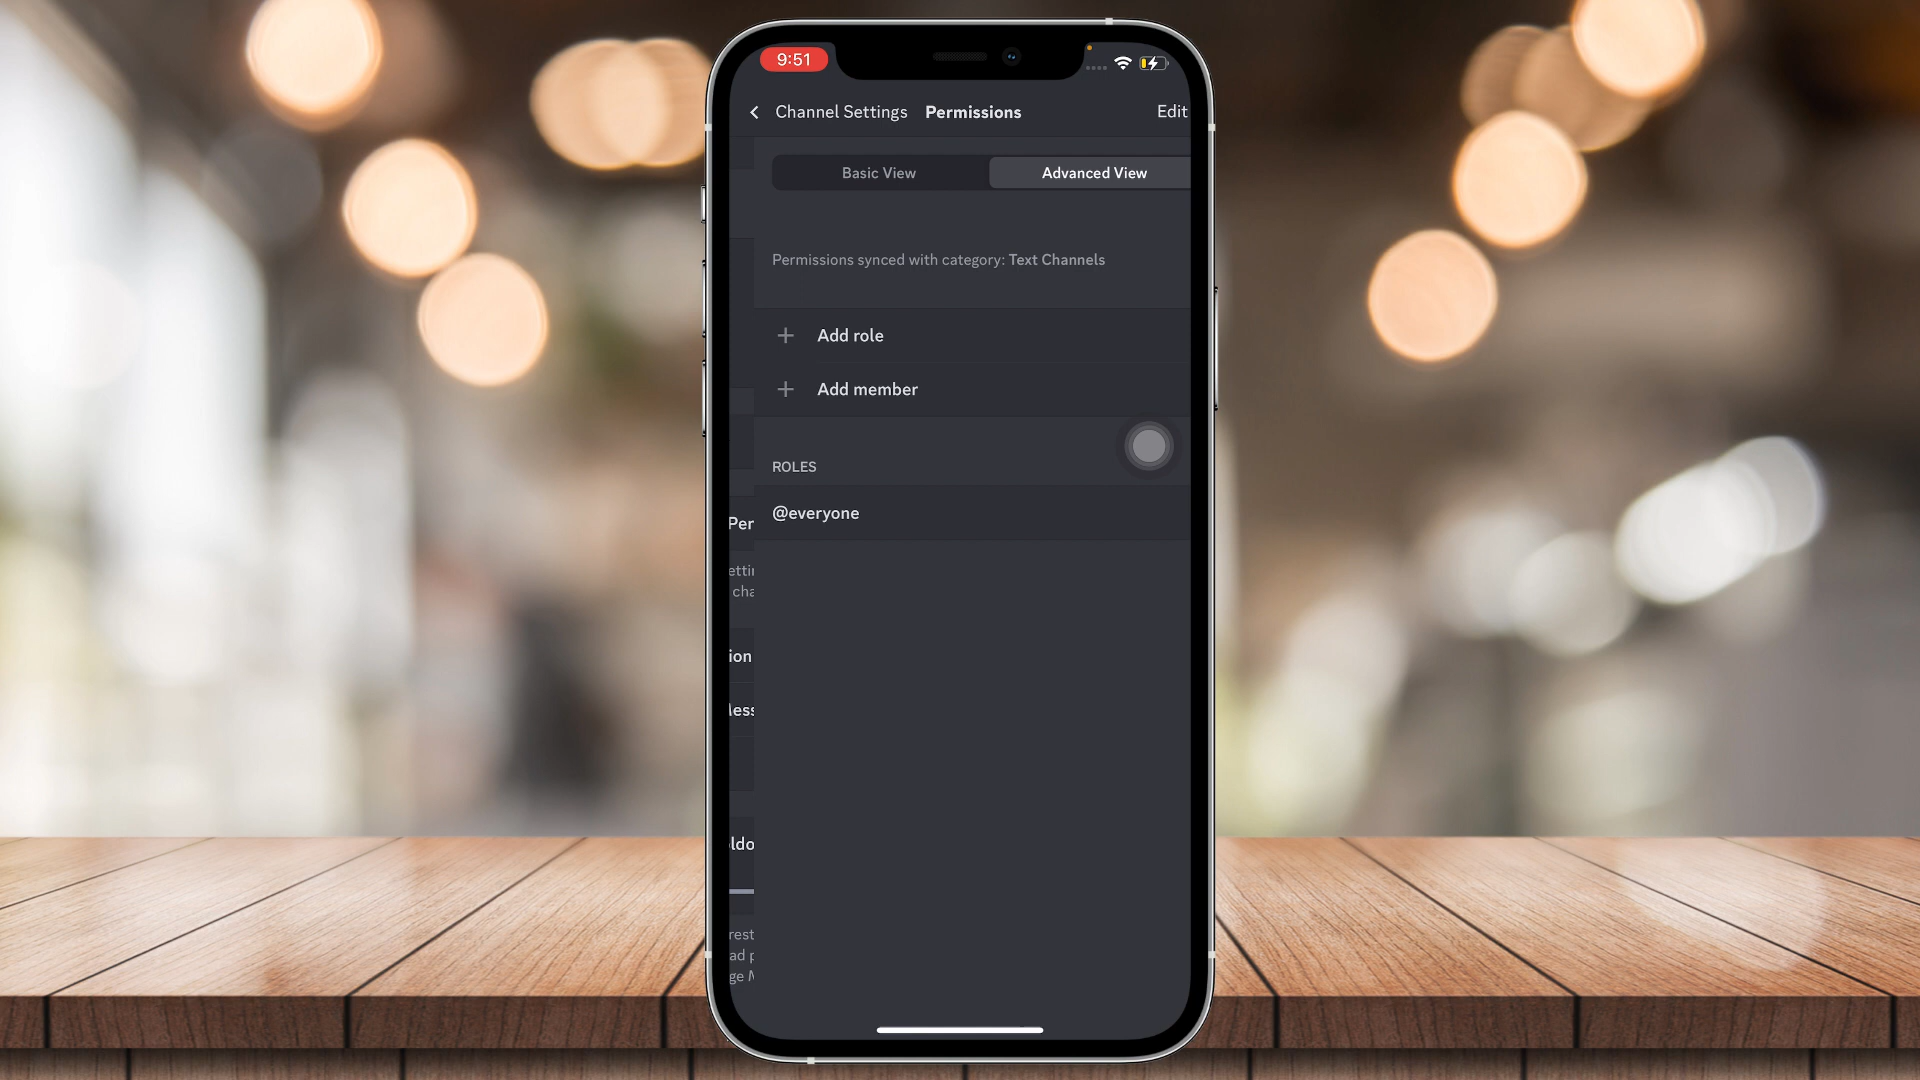 9:51
Channel Settings Permissions Edit
Basic View Advanced View
Permissions synced with category: Text Channels
Add role
Add member
ROLES
@everyone
Per
ettin
cha
ion
less
ldo
rest
ad p
ge M